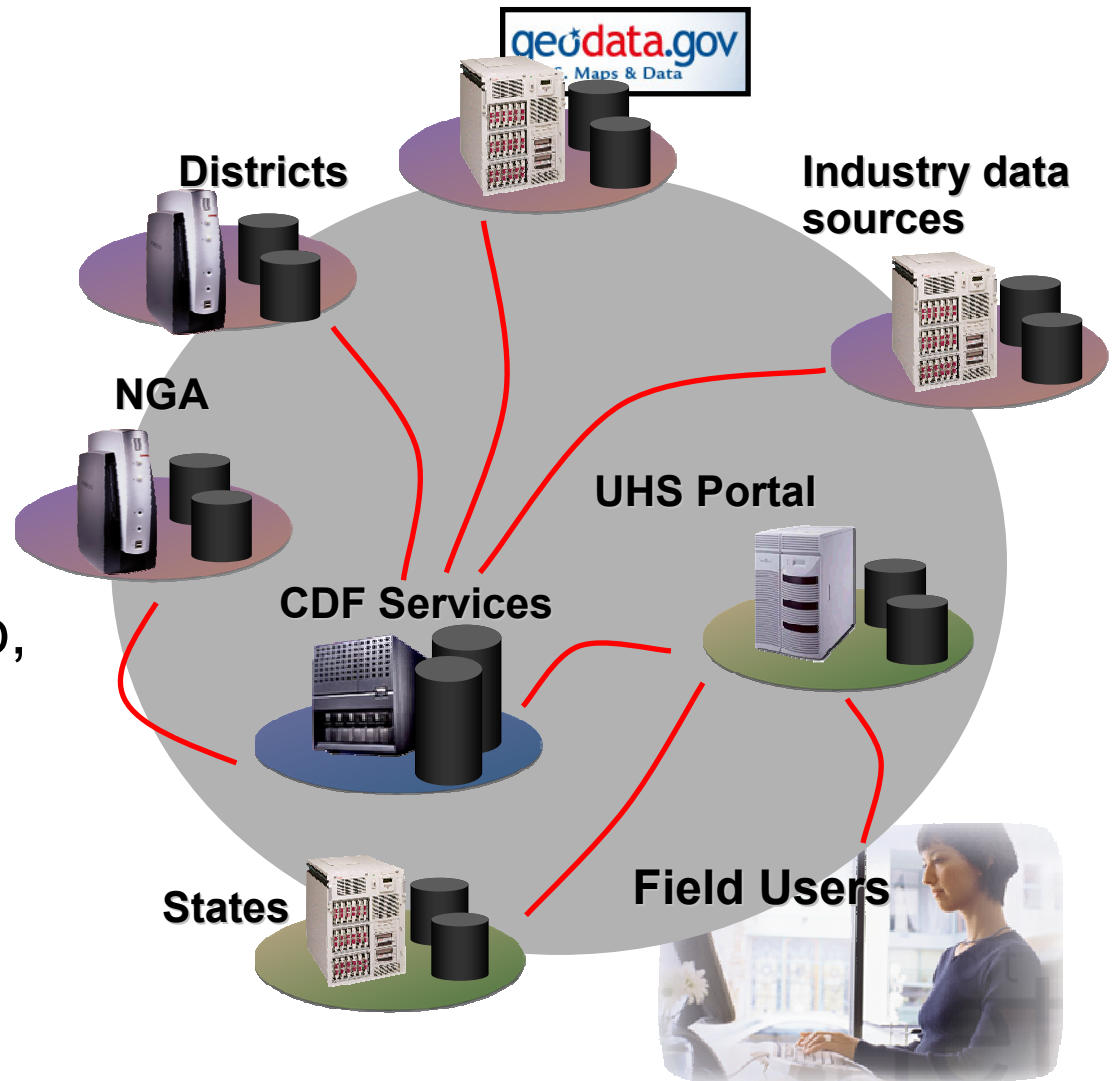 geodata.gov
Maps & Data
Districts
Industry data
sources
NGA
UHS Portal
CDF Services
States
Field Users